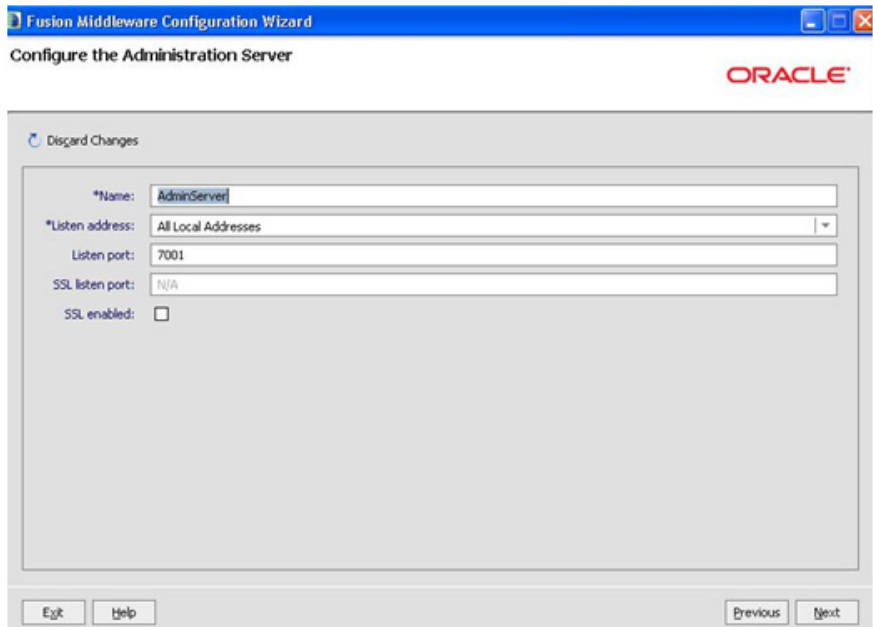 Fusion Middleware Configuration Wizard
Configure the Administration Server
ORACLE
Discard Changes
*Name: AdminServer
*Listen address: All Local Addresses
Listen port: 7001
SSL listen port: N/A
SSL enabled:
Exit Help Previous Next